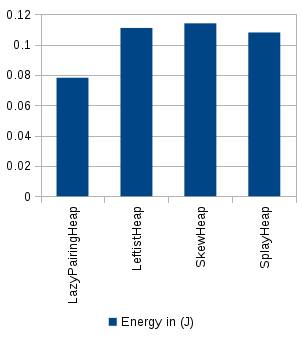 0.12
0.1
0.08
0.06
0.04
0.02
0
LazyPairingHeap
LeftistHeap
SkewHeap
SplayHeap
Energy in (J)